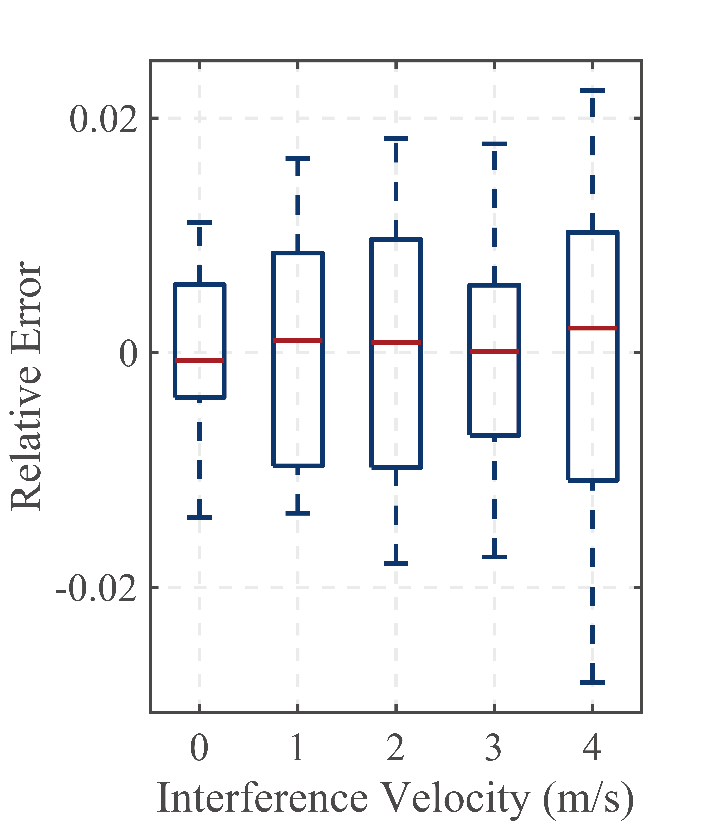 0.02
0
-0.02
Relative Error
0 1 2 3 4
Interference Velocity (m/s)